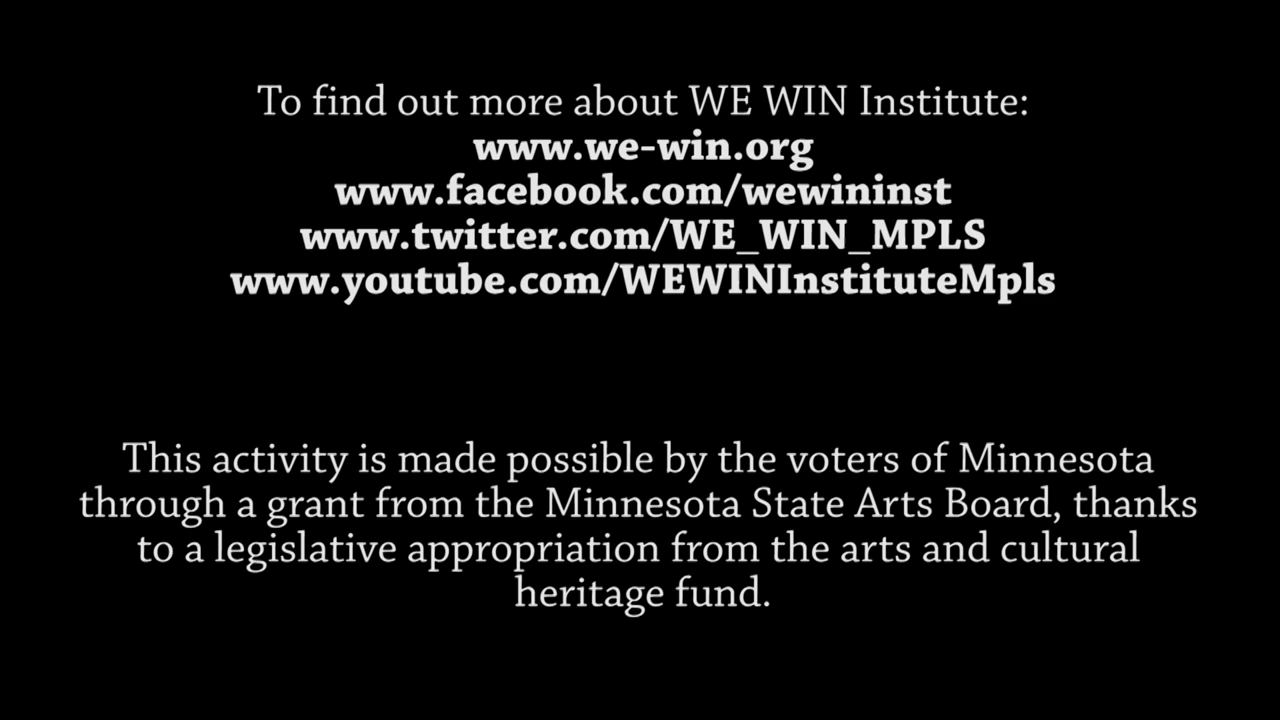 To find out more about WE WIN Institute:
www.we-win.org
www.facebook.com/wewininst
www.twitter.com/WE_WIN_MPLS
www.youtube.com/WEWINInstituteMpls
This activity is made possible by the voters of Minnesota
through a grant from the Minnesota State Arts Board, thanks
to a legislative appropriation from the arts and cultural
heritage fund.